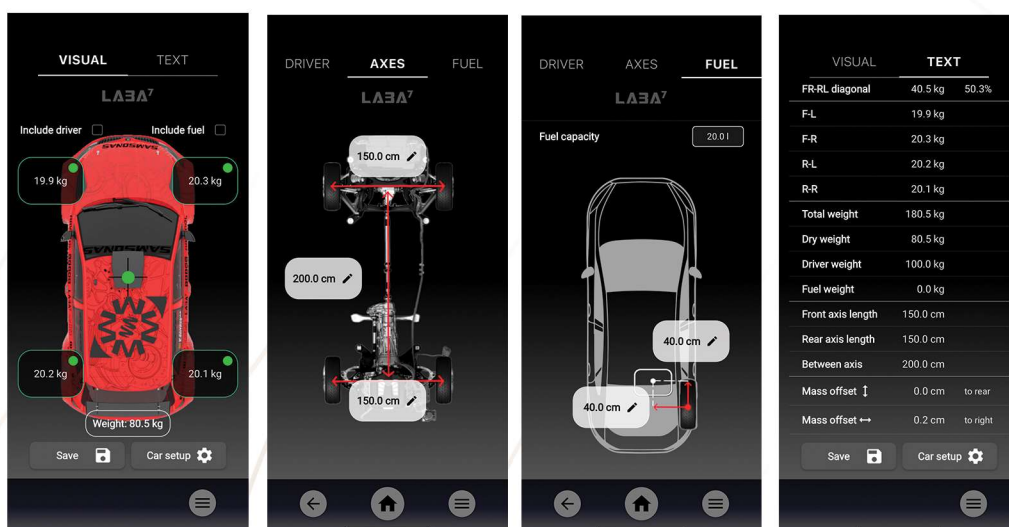 VISUAL TEXT
LABA⁷
Include driver Include fuel
SAMSONAS
19.9 kg 20.3 kg
SAMSONAS
20.2 kg 20.1 kg
Weight: 80.5 kg
Save Car setup
DRIVER AXES FUEL
LABA⁷
150.0 cm
200.0 cm
150.0 cm
DRIVER AXES FUEL
LABA⁷
Fuel capacity 20.0 l
40.0 cm
40.0 cm
VISUAL TEXT
FR-RL diagonal 40.5 kg 50.3%
F-L 19.9 kg
F-R 20.3 kg
R-L 20.2 kg
R-R 20.1 kg
Total weight 180.5 kg
Dry weight 80.5 kg
Driver weight 100.0 kg
Fuel weight 0.0 kg
Front axis length 150.0 cm
Rear axis length 150.0 cm
Between axis 200.0 cm
Mass offset ↕ 0.0 cm to rear
Mass offset ↔ 0.2 cm to right
Save Car setup